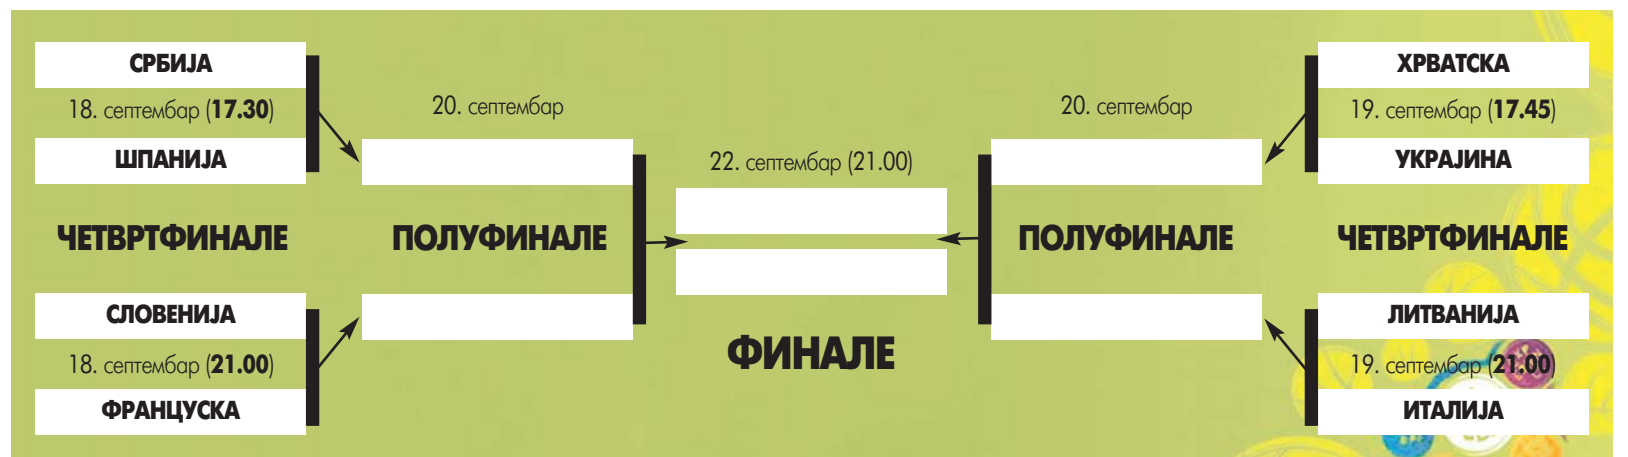 СРБИЈА
18. септембар (17.30)
ШПАНИЈА
ЧЕТВРТФИНАЛЕ
СЛОВЕНИЈА
18. септембар (21.00)
ФРАНЦУСКА
20. септембар
ПОЛУФИНАЛЕ
22. септембар (21.00)
ФИНАЛЕ
20. септембар
ПОЛУФИНАЛЕ
ХРВАТСКА
19. септембар (17.45)
УКРАЈИНА
ЧЕТВРТФИНАЛЕ
ЛИТВАНИЈА
19. септембар (21.00)
ИТАЛИЈА